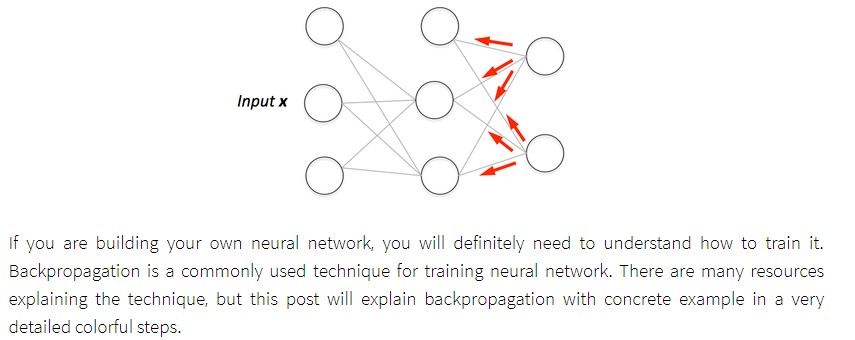 Input x
If you are building your own neural network, you will definitely need to understand how to train it.
Backpropagation is a commonly used technique for training neural network. There are many resources
explaining the technique, but this post will explain backpropagation with concrete example in a very
detailed colorful steps.